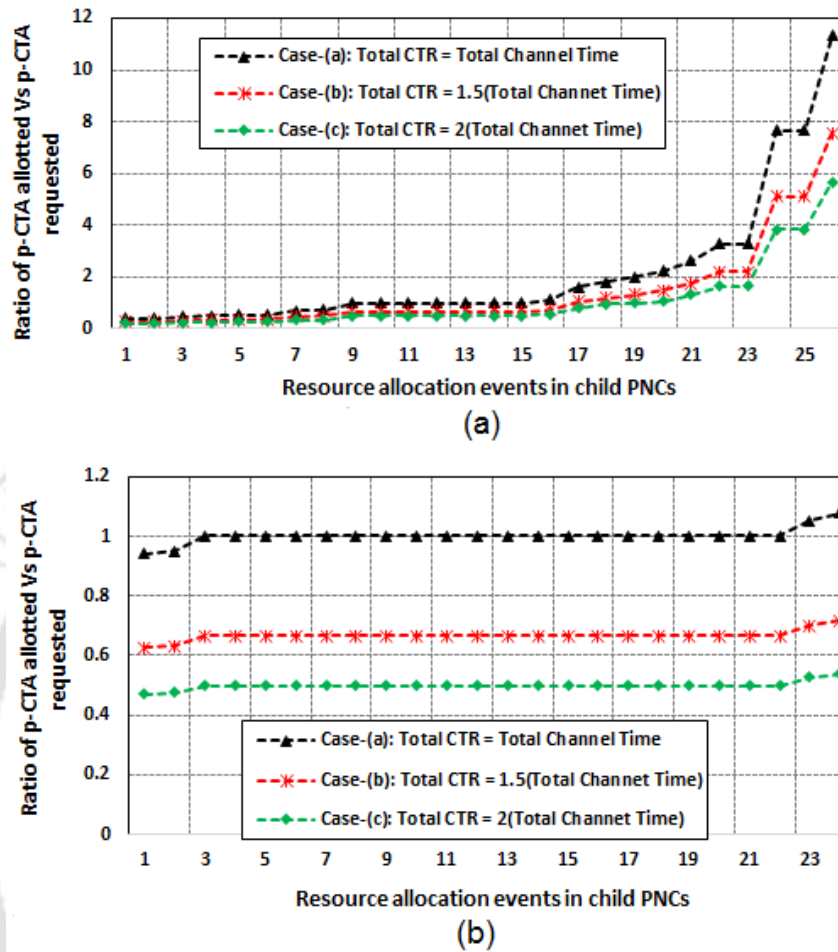 12
10
8
6
4
2
0
Ratio of p-CTA allotted Vs p-CTA
requested
Case-(a): Total CTR = Total Channel Time
Case-(b): Total CTR = 1.5(Total Channet Time)
Case-(c): Total CTR = 2(Total Channel Time)
1 3 5 7 9 11 13 15 17 19 21 23 25
Resource allocation events in child PNCs
(a)
1.2
1
0.8
0.6
0.4
0.2
0
Ratio of p-CTA allotted Vs p-CTA
requested
Case-(a): Total CTR = Total Channel Time
Case-(b): Total CTR = 1.5(Total Channel Time)
Case-(c): Total CTR = 2(Total Channel Time)
1 3 5 7 9 11 13 15 17 19 21 23
Resource allocation events in child PNCs
(b)